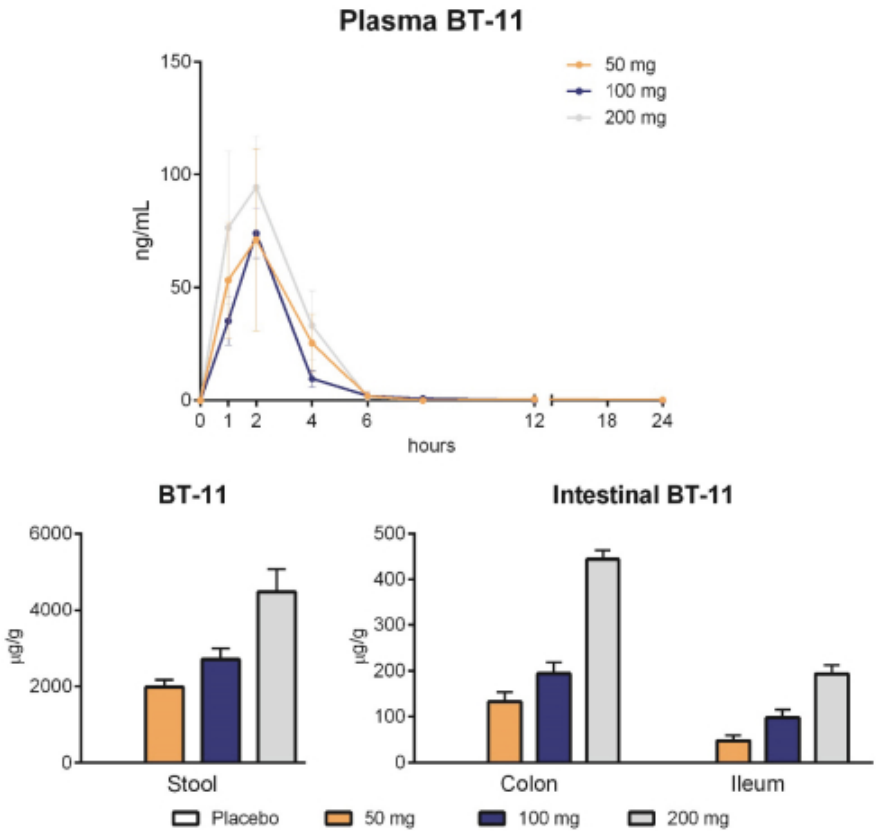 Plasma BT-11
150
100
50
0
ng/mL
50 mg
100 mg
200 mg
0 1 2 4 6 12 18 24
hours
BT-11
6000
4000
2000
0
µg/g
Stool
Intestinal BT-11
500
400
300
200
100
0
µg/g
Colon Ileum
Placebo 50 mg 100 mg 200 mg